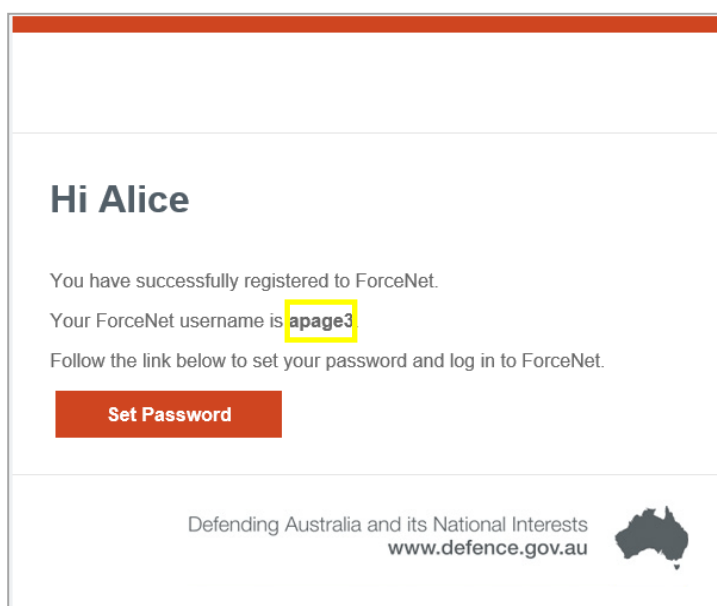 Hi Alice
You have successfully registered to ForceNet.
Your ForceNet username is apage3.
Follow the link below to set your password and log in to ForceNet.
Set Password
Defending Australia and its National Interests
www.defence.gov.au